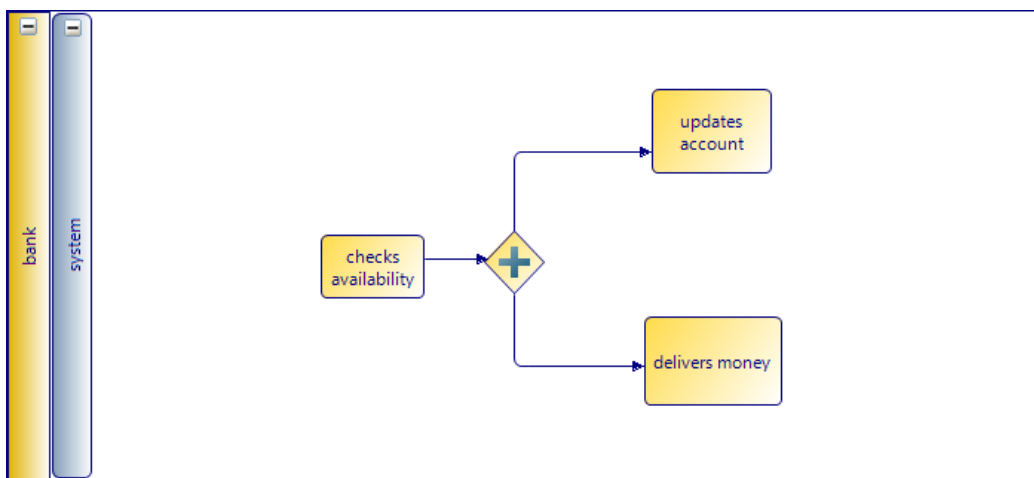 bank
system
checks
availability
updates
account
delivers money